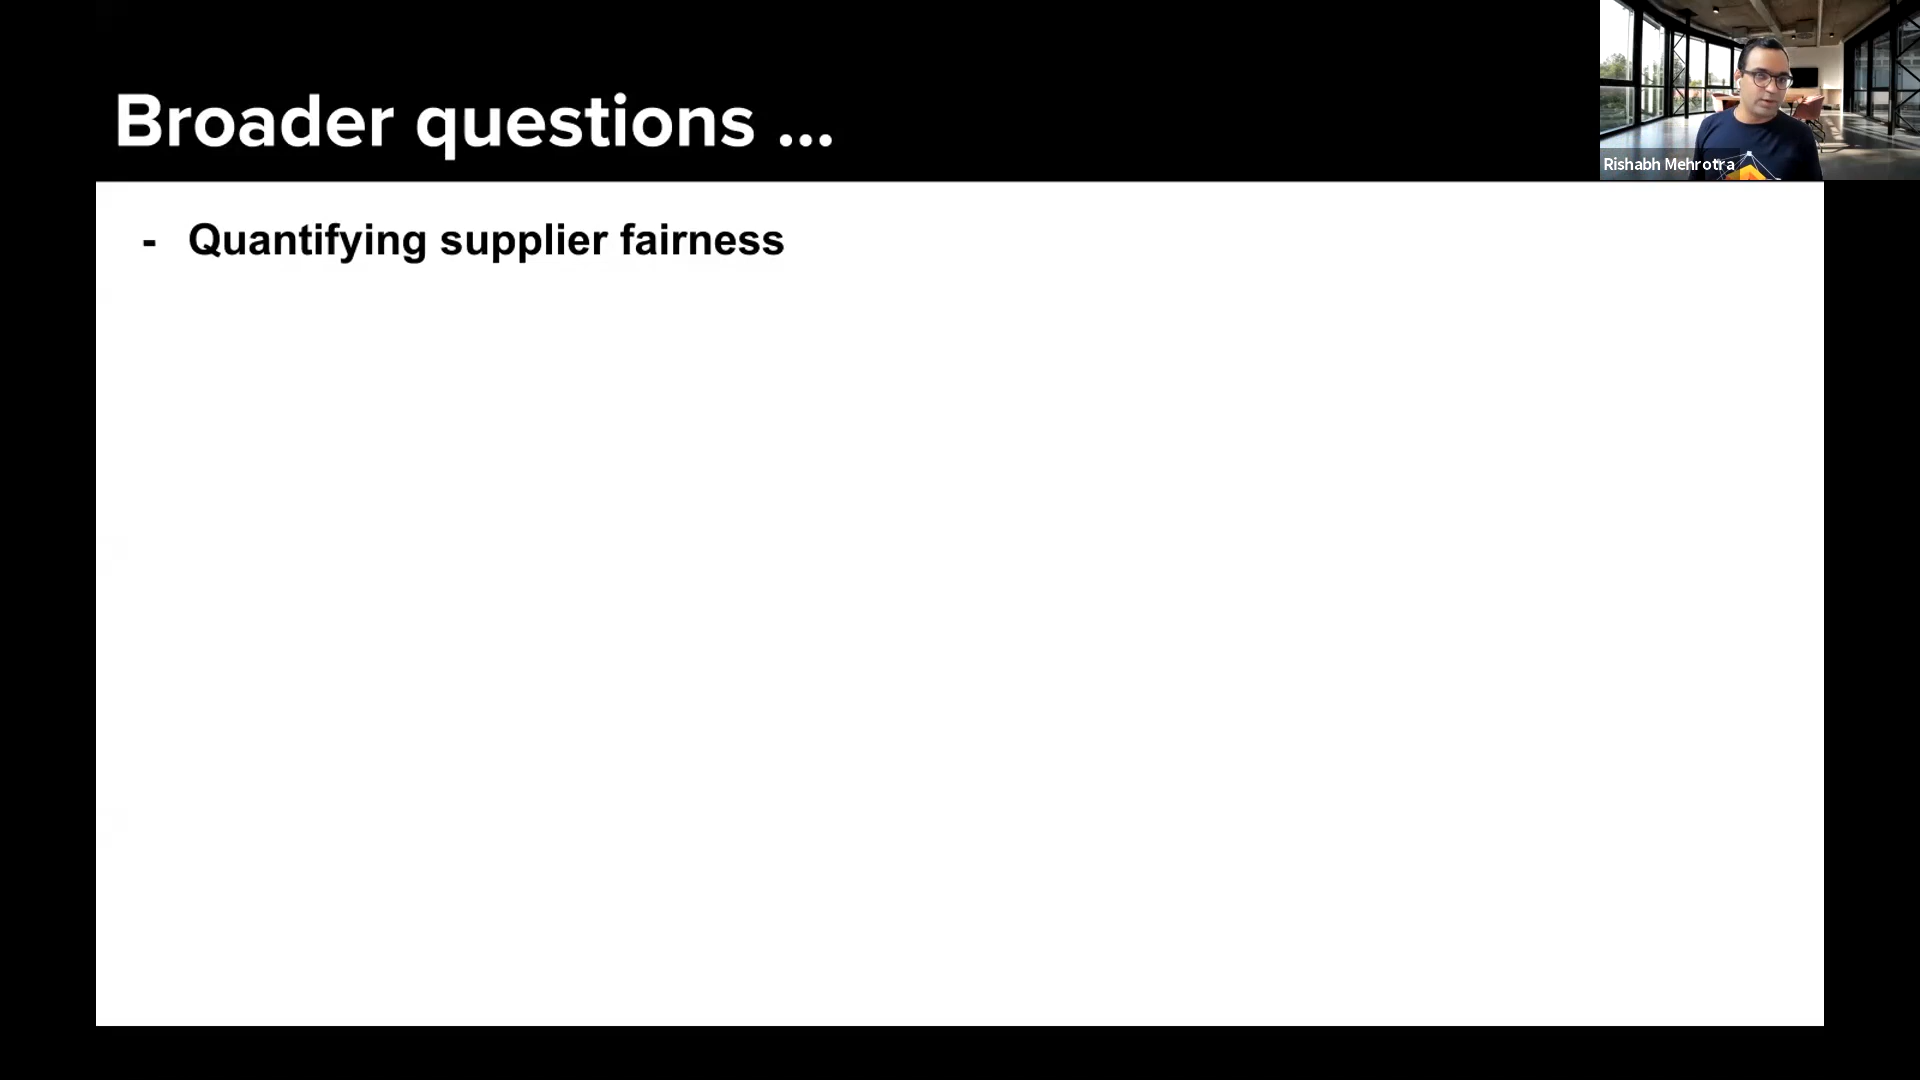 Broader questions ...
Rishabh Mehrotra
- Quantifying supplier fairness